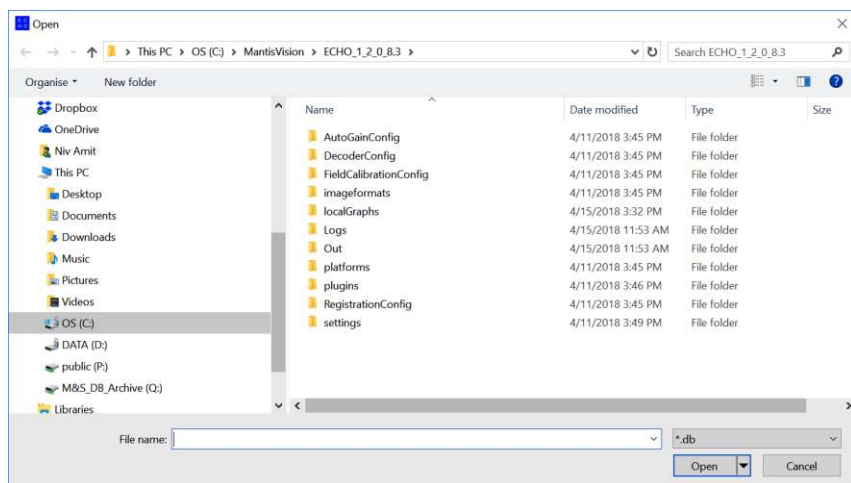 Open
This PC > OS (C:) > MantisVision > ECHO_1_2_0_8.3 >
Search ECHO_1_2_0_8.3
Organise
New folder
Dropbox
OneDrive
Niv Amit
This PC
Desktop
Documents
Downloads
Music
Pictures
Videos
OS (C:)
DATA (D:)
public (P:)
M&S_DB_Archive (Q:)
Libraries
Name Date modified Type Size
AutoGainConfig 4/11/2018 3:45 PM File folder
DecoderConfig 4/11/2018 3:45 PM File folder
FieldCalibrationConfig 4/11/2018 3:45 PM File folder
imageformats 4/11/2018 3:45 PM File folder
localGraphs 4/15/2018 3:32 PM File folder
Logs 4/15/2018 11:53 AM File folder
Out 4/15/2018 11:53 AM File folder
platforms 4/11/2018 3:45 PM File folder
plugins 4/11/2018 3:46 PM File folder
RegistrationConfig 4/11/2018 3:45 PM File folder
settings 4/11/2018 3:49 PM File folder
File name:
*.db
Open
Cancel